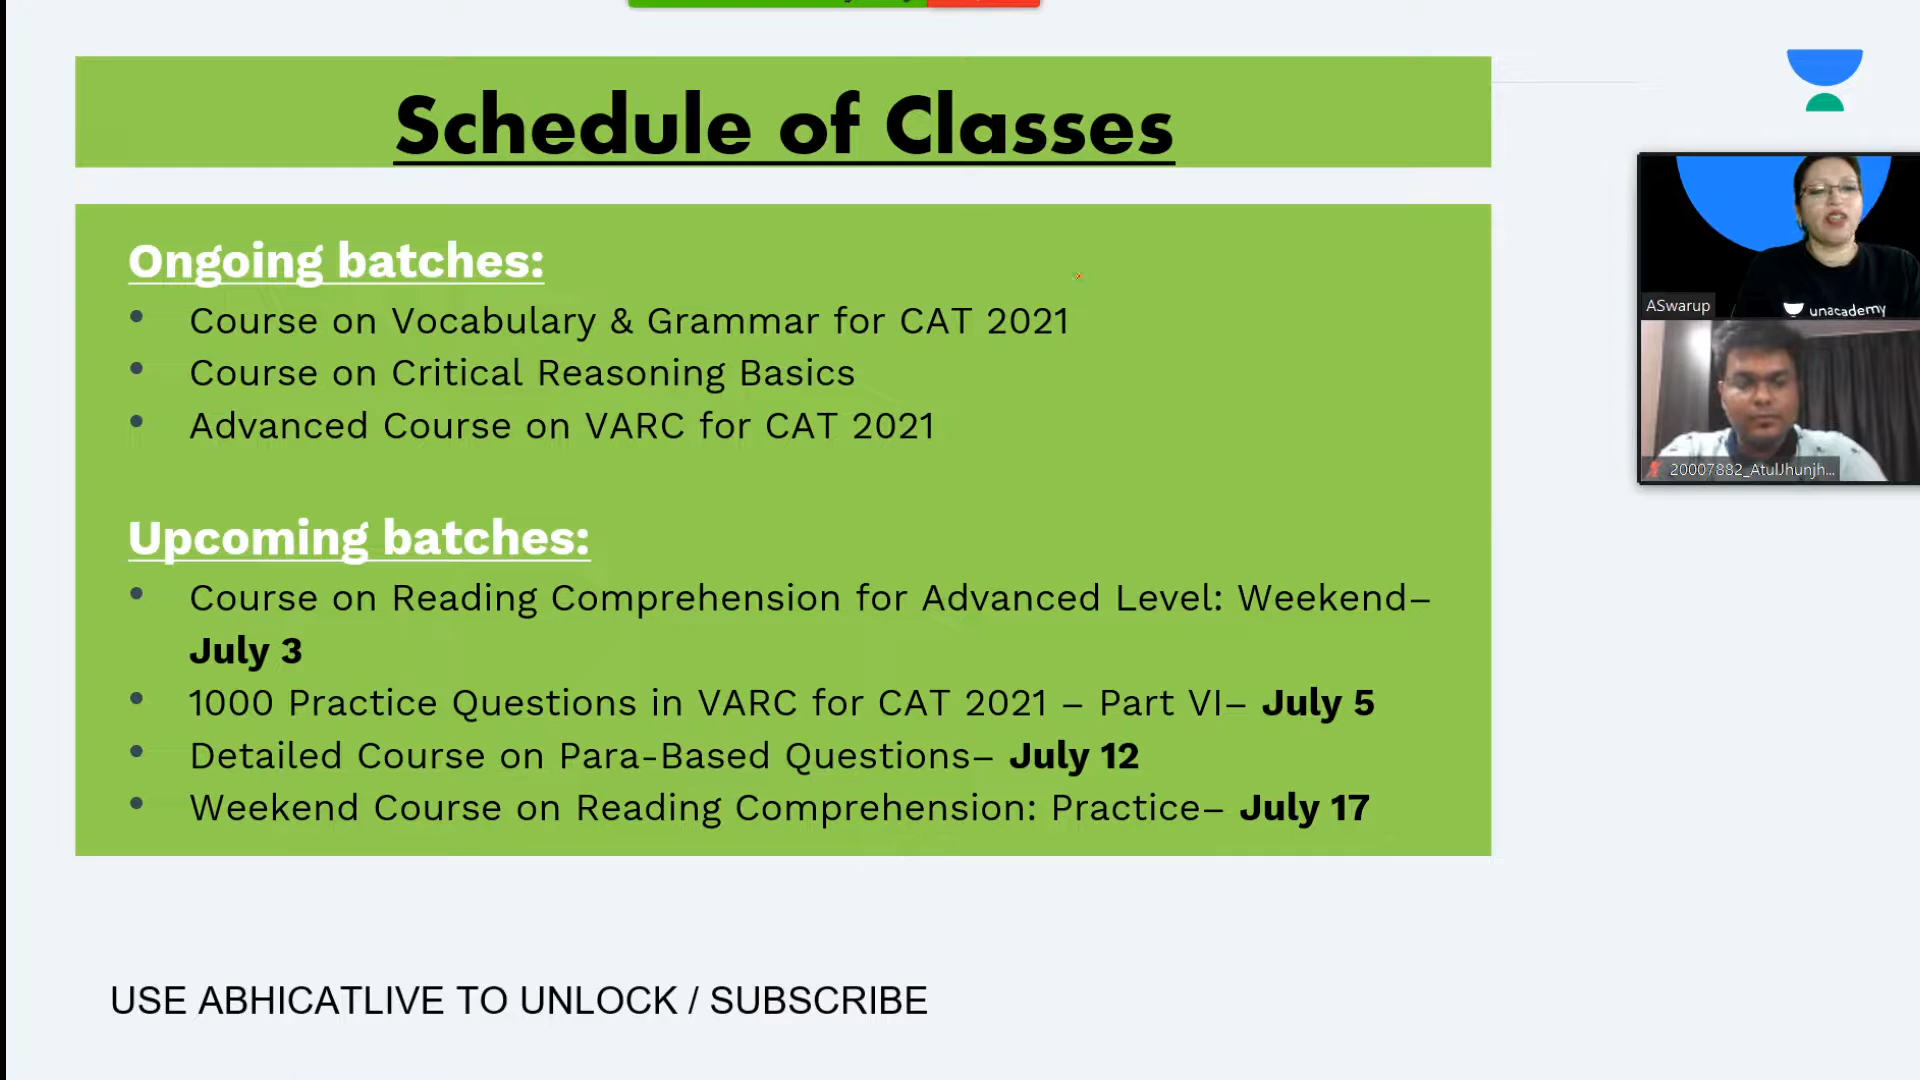 Schedule of Classes
Ongoing batches:
• Course on Vocabulary & Grammar for CAT 2021
• Course on Critical Reasoning Basics
• Advanced Course on VARC for CAT 2021
Upcoming batches:
• Course on Reading Comprehension for Advanced Level: Weekend–
July 3
• 1000 Practice Questions in VARC for CAT 2021 – Part VI– July 5
• Detailed Course on Para-Based Questions– July 12
• Weekend Course on Reading Comprehension: Practice– July 17
USE ABHICATLIVE TO UNLOCK / SUBSCRIBE
ASwarup
unacademy
20007882_AtulJhunjh...